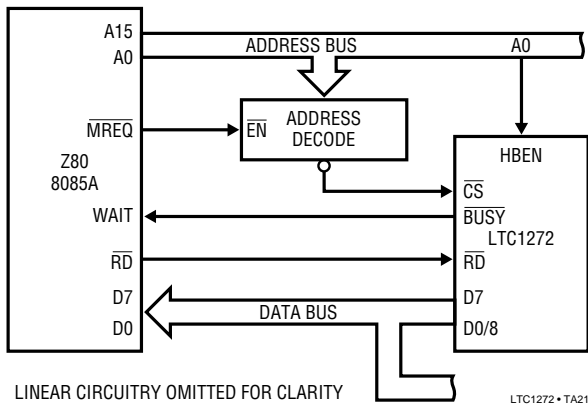 A15
A0
ADDRESS BUS
A0
MREQ
EN
ADDRESS
DECODE
HBEN
Z80
8085A
CS
WAIT
BUSY
LTC1272
RD
RD
D7
D7
DATA BUS
D0
D0/8
LINEAR CIRCUITRY OMITTED FOR CLARITY
LTC1272 • TA21